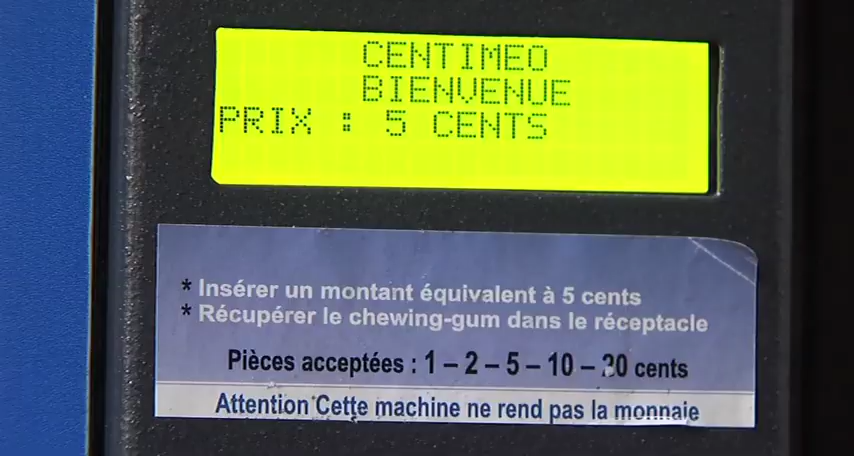 CENTIMEO
BIENVENUE
PRIX : 5 CENTS
* Insérer un montant équivalent à 5 cents
* Récupérer le chewing-gum dans le réceptacle
Pièces acceptées : 1 – 2 – 5 – 10 – 20 cents
Attention Cette machine ne rend pas la monnaie